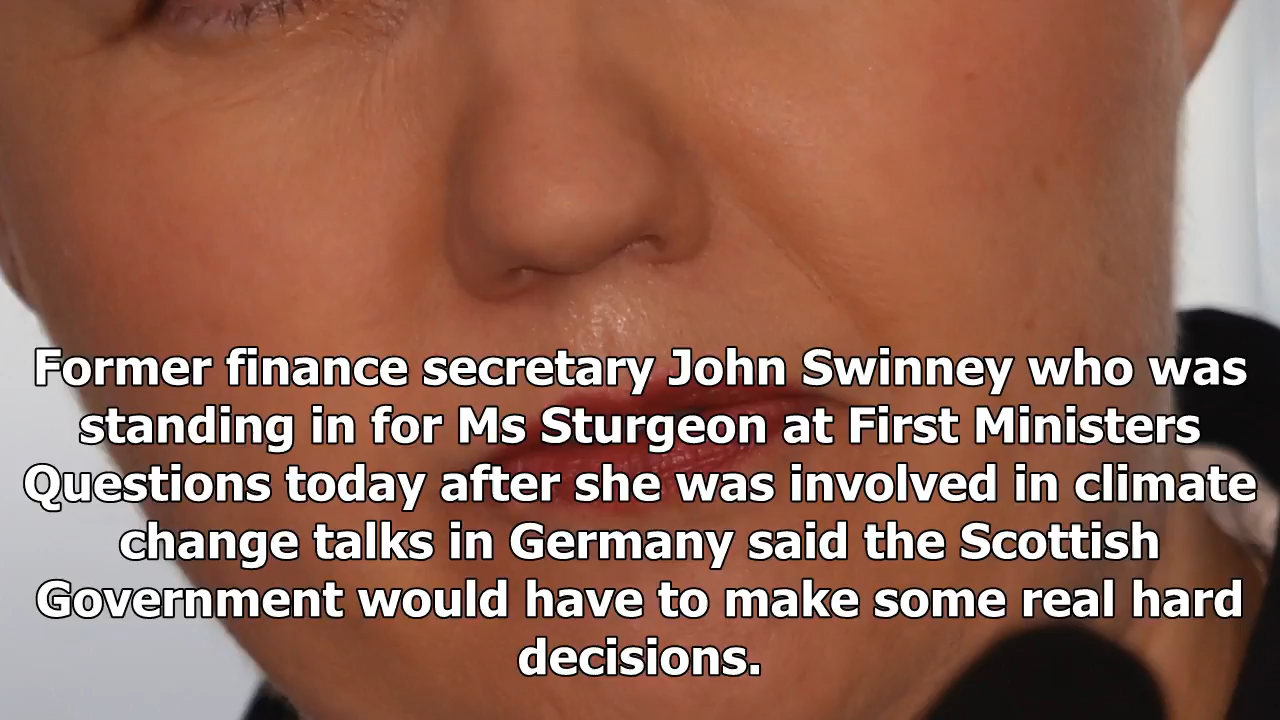 Former finance secretary John Swinney who was
standing in for Ms Sturgeon at First Ministers
Questions today after she was involved in climate
change talks in Germany said the Scottish
Government would have to make some real hard
decisions.